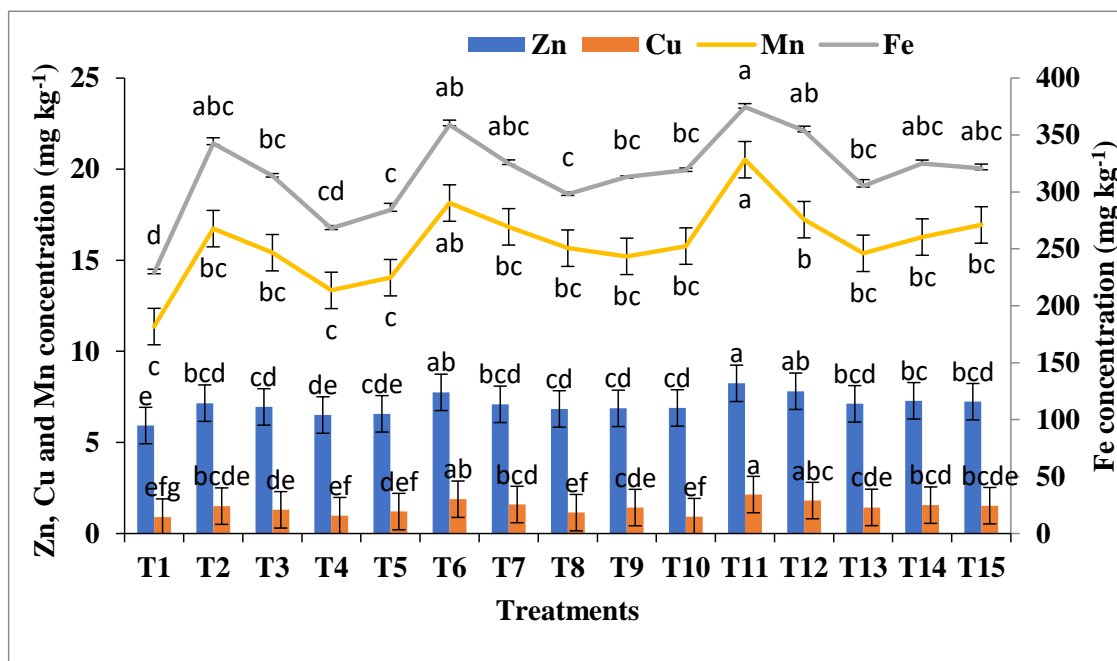 Zn Cu Mn Fe
Zn, Cu and Mn concentration (mg kg-1)
25
20
15
10
5
0
d abc bc cd c ab abc c bc bc a ab bc abc abc
c bc bc c c ab bc bc bc bc a b bc bc bc
e bcd cd de cde ab bcd cd cd cd a ab bcd bc bcd
efg bcde de ef def ab bcd ef cde ef a abc cde bcd bcde
400
350
300
250
200
150
100
50
0
Fe concentration (mg kg-1)
T1 T2 T3 T4 T5 T6 T7 T8 T9 T10 T11 T12 T13 T14 T15
Treatments